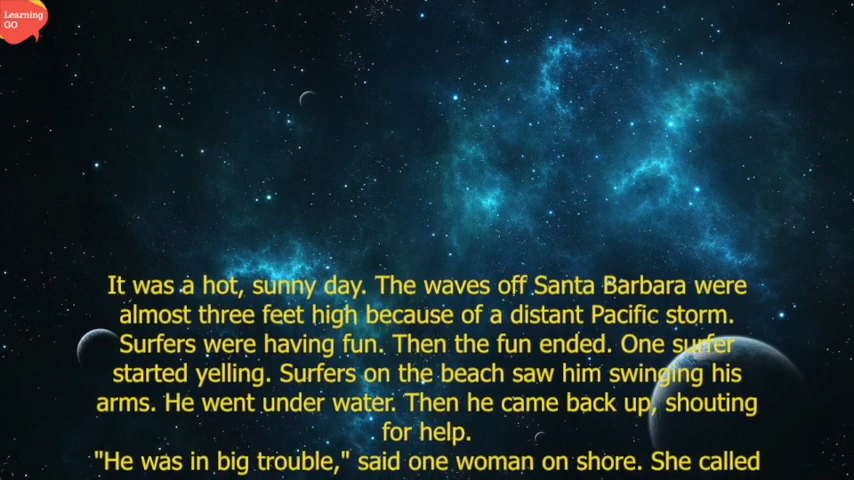 Learning
GO
It was a hot, sunny day. The waves off Santa Barbara were
almost three feet high because of a distant Pacific storm.
Surfers were having fun. Then the fun ended. One surfer
started yelling. Surfers on the beach saw him swinging his
arms. He went under water. Then he came back up, shouting
for help.
"He was in big trouble," said one woman on shore. She called